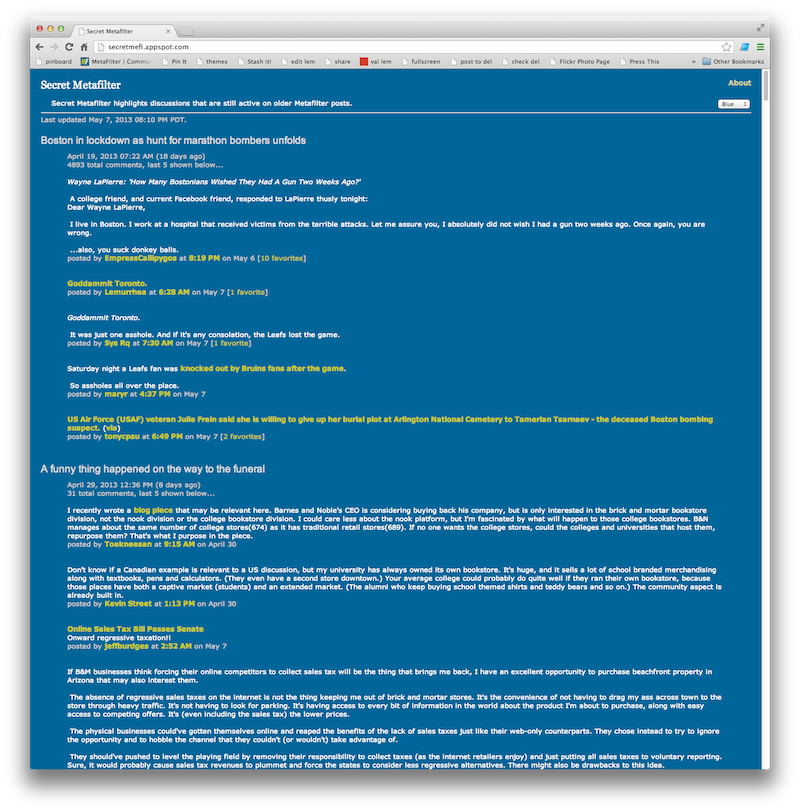 Secret Metafilter
secretmefi.appspot.com
pinboard
MetaFilter | Commun
Pin It
themes
Stash it!
edit lem
share
val lem
fullscreen
post to del
check del
Flickr Photo Page
Press This
»
Other Bookmarks
Secret Metafilter
About
Secret Metafilter highlights discussions that are still active on older Metafilter posts.
Blue
Last updated May 7, 2013 08:10 PM PDT.
Boston in lockdown as hunt for marathon bombers unfolds
April 19, 2013 07:22 AM (18 days ago)
4893 total comments, last 5 shown below...
Wayne LaPierre: 'How Many Bostonians Wished They Had A Gun Two Weeks Ago?'
A college friend, and current Facebook friend, responded to LaPierre thusly tonight:
Dear Wayne LaPierre,
I live in Boston. I work at a hospital that received victims from the terrible attacks. Let me assure you, I absolutely did not wish I had a gun two weeks ago. Once again, you are
wrong.
...also, you suck donkey balls.
posted by EmpressCallipygos at 8:19 PM on May 6 [10 favorites]
Goddammit Toronto.
posted by Lemurrhea at 6:28 AM on May 7 [1 favorite]
Goddammit Toronto.
It was just one asshole. And if it's any consolation, the Leafs lost the game.
posted by Sys Rq at 7:30 AM on May 7 [1 favorite]
Saturday night a Leafs fan was knocked out by Bruins fans after the game.
So assholes all over the place.
posted by maryr at 4:37 PM on May 7
US Air Force (USAF) veteran Julie Frein said she is willing to give up her burial plot at Arlington National Cemetery to Tamerlan Tsarnaev - the deceased Boston bombing
suspect. (via)
posted by tonycpsu at 6:49 PM on May 7 [2 favorites]
A funny thing happened on the way to the funeral
April 29, 2013 12:36 PM (8 days ago)
31 total comments, last 5 shown below...
I recently wrote a blog piece that may be relevant here. Barnes and Noble's CEO is considering buying back his company, but is only interested in the brick and mortar bookstore
division, not the nook division or the college bookstore division. I could care less about the nook platform, but I'm fascinated by what will happen to those college bookstores. B&N
manages about the same number of college stores(674) as it has traditional retail stores(689). If no one wants the college stores, could the colleges and universities that host them,
repurpose them? That's what I purpose in the piece.
posted by Toekneesan at 9:15 AM on April 30
Don't know if a Canadian example is relevant to a US discussion, but my university has always owned its own bookstore. It's huge, and it sells a lot of school branded merchandising
along with textbooks, pens and calculators. (They even have a second store downtown.) Your average college could probably do quite well if they ran their own bookstore, because
those places have both a captive market (students) and an extended market. (The alumni who keep buying school themed shirts and teddy bears and so on.) The community aspect is
already built in.
posted by Kevin Street at 1:13 PM on April 30
Online Sales Tax Bill Passes Senate
Onward regressive taxation!!
posted by jeffburdges at 2:52 AM on May 7
If B&M businesses think forcing their online competitors to collect sales tax will be the thing that brings me back, I have an excellent opportunity to purchase beachfront property in
Arizona that may also interest them.
The absence of regressive sales taxes on the internet is not the thing keeping me out of brick and mortar stores. It's the convenience of not having to drag my ass across town to the
store through heavy traffic. It's not having to look for parking. It's having access to every bit of information in the world about the product I'm about to purchase, along with easy
access to competing offers. It's (even including the sales tax) the lower prices.
The physical businesses could've gotten themselves online and reaped the benefits of the lack of sales taxes just like their web-only counterparts. They chose instead to try to ignore
the opportunity and to hobble the channel that they couldn't (or wouldn't) take advantage of.
They should've pushed to level the playing field by removing their responsibility to collect taxes (as the internet retailers enjoy) and just putting all sales taxes to voluntary reporting.
Sure, it would probably cause sales tax revenues to plummet and force the states to consider less regressive alternatives. There might also be drawbacks to this idea.